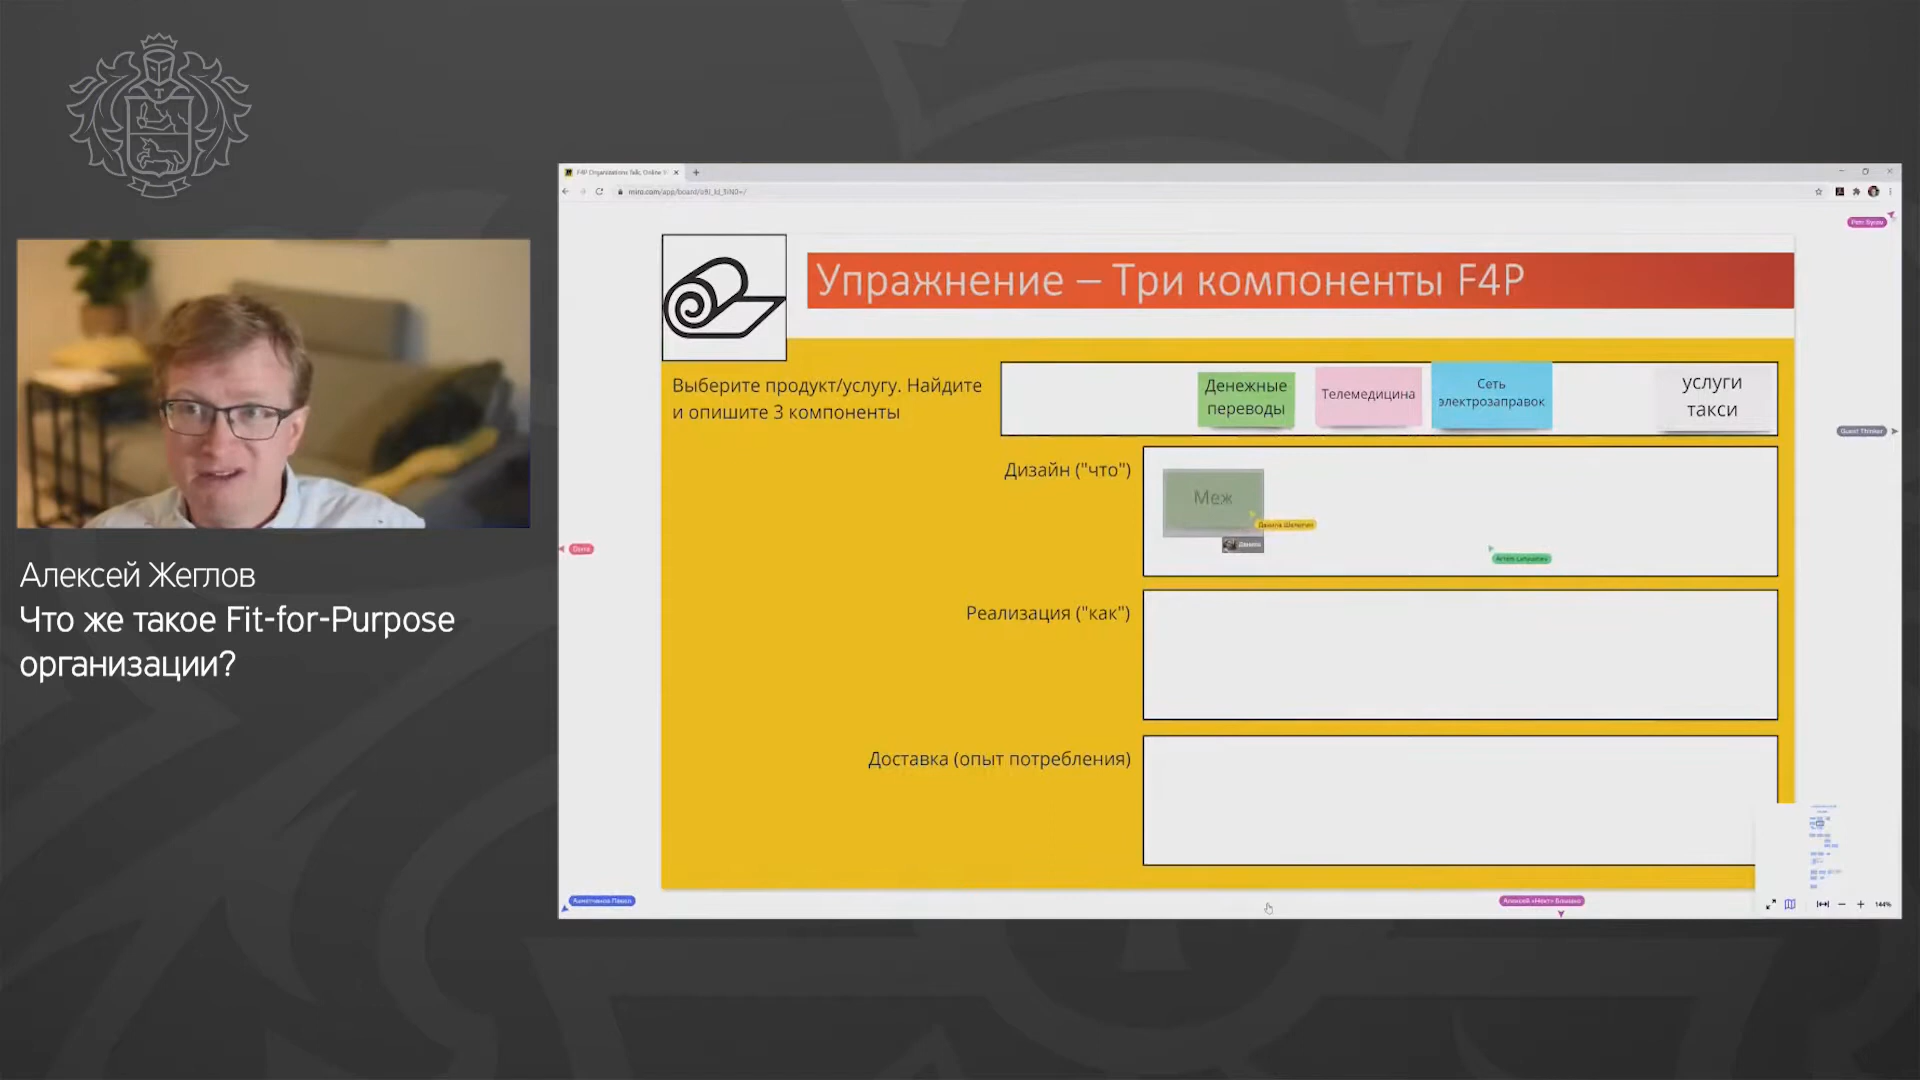 Алексей Жеглов
Что же такое Fit-for-Purpose
организации?
Упражнение – Три компоненты F4P
Выберите продукт/услугу. Найдите
и опишите 3 компоненты
Денежные
переводы
Телемедицина
Сеть
электрозаправок
услуги
такси
Дизайн ("что")
Меж
Реализация ("как")
Доставка (опыт потребления)
144%